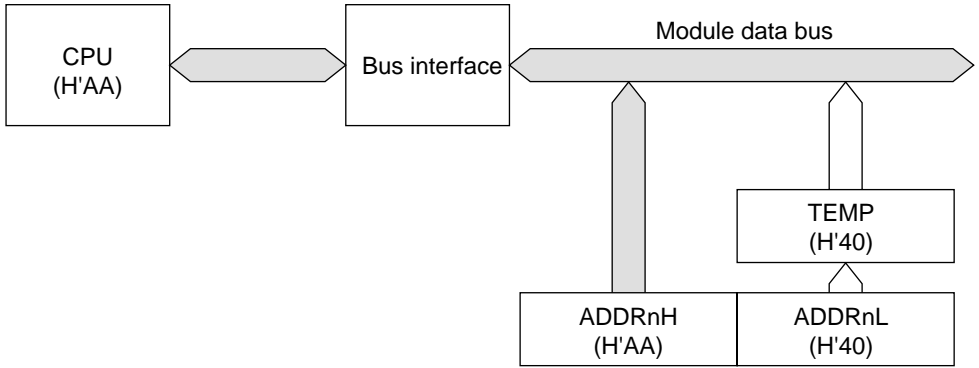 Module data bus
CPU
(H'AA)
Bus interface
TEMP
(H'40)
ADDRnH
(H'AA)
ADDRnL
(H'40)